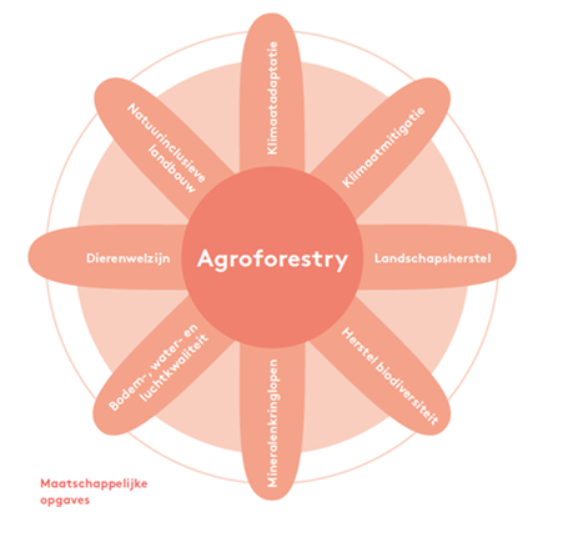 Klimaatadaptatie
Klimaatmitigatie
Landschapsherstel
Herstel biodiversiteit
Mineralenkringlopen
Bodem-, water- en
luchtkwaliteit
Dierenwelzijn
Natuurinclusieve
landbouw
Agroforestry
Maatschappelijke
opgaves